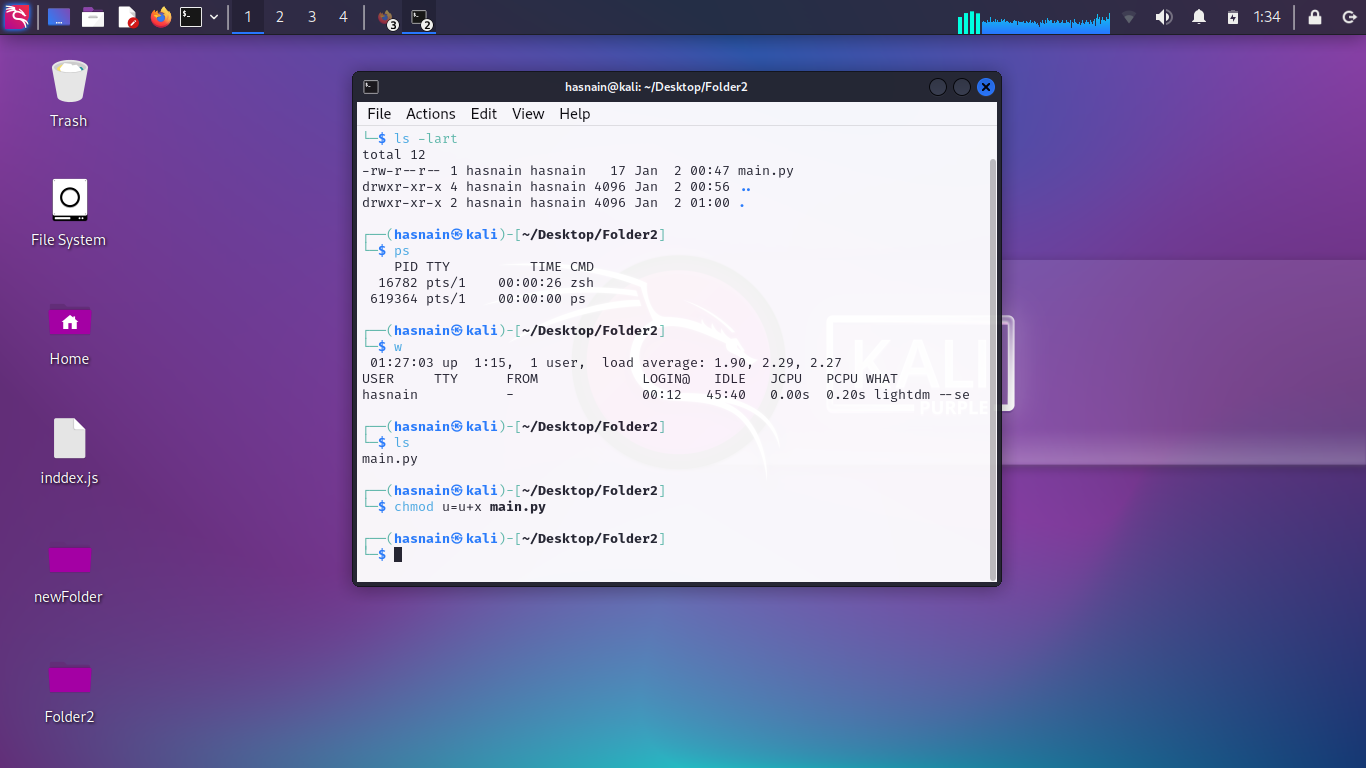 1 2 3 4 3 2 1:34
Trash
File System
Home
inddex.js
newFolder
Folder2
hasnain@kali: ~/Desktop/Folder2
File Actions Edit View Help
└─$ ls -lart
total 12
-rw-r--r-- 1 hasnain hasnain   17 Jan  2 00:47 main.py
drwxr-xr-x 4 hasnain hasnain 4096 Jan  2 00:56 ..
drwxr-xr-x 2 hasnain hasnain 4096 Jan  2 01:00 .
┌──(hasnain㉿kali)-[~/Desktop/Folder2]
└─$ ps
    PID TTY          TIME CMD
  16782 pts/1    00:00:26 zsh
 619364 pts/1    00:00:00 ps
┌──(hasnain㉿kali)-[~/Desktop/Folder2]
└─$ w
 01:27:03 up  1:15,  1 user,  load average: 1.90, 2.29, 2.27
USER     TTY      FROM             LOGIN@   IDLE   JCPU   PCPU WHAT
hasnain           -                00:12   45:40   0.00s  0.20s lightdm --se
┌──(hasnain㉿kali)-[~/Desktop/Folder2]
└─$ ls
main.py
┌──(hasnain㉿kali)-[~/Desktop/Folder2]
└─$ chmod u=u+x main.py
┌──(hasnain㉿kali)-[~/Desktop/Folder2]
└─$
KALI
PURPLE